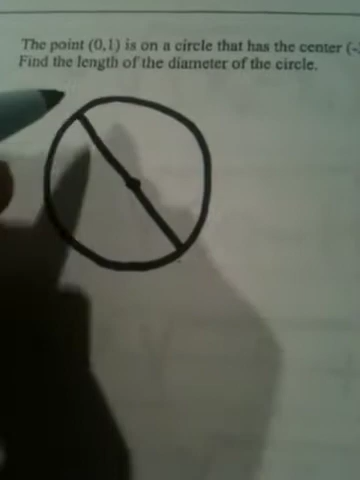 The point (0,1) is on a circle that has the center (-
Find the length of the diameter of the circle.